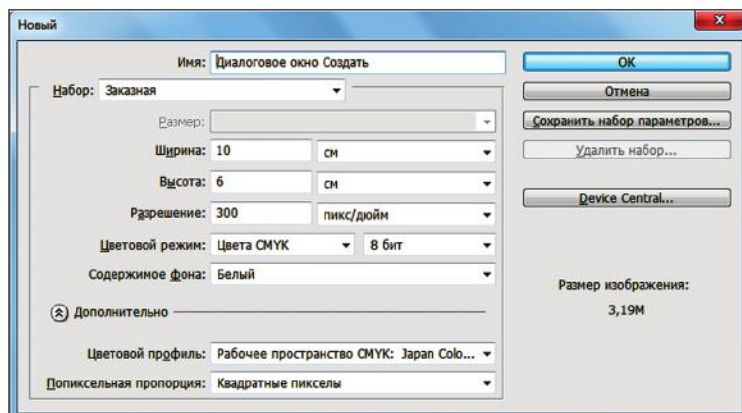 Новый
Имя: Диалоговое окно Создать
OK
Набор: Заказная
Отмена
Размер:
Сохранить набор параметров...
Ширина: 10 см
Удалить набор...
Высота: 6 см
Разрешение: 300 пикс/дюйм
Device Central...
Цветовой режим: Цвета CMYK 8 бит
Содержимое фона: Белый
Размер изображения:
3,19M
Дополнительно
Цветовой профиль: Рабочее пространство CMYK: Japan Colo...
Попиксельная пропорция: Квадратные пикселы